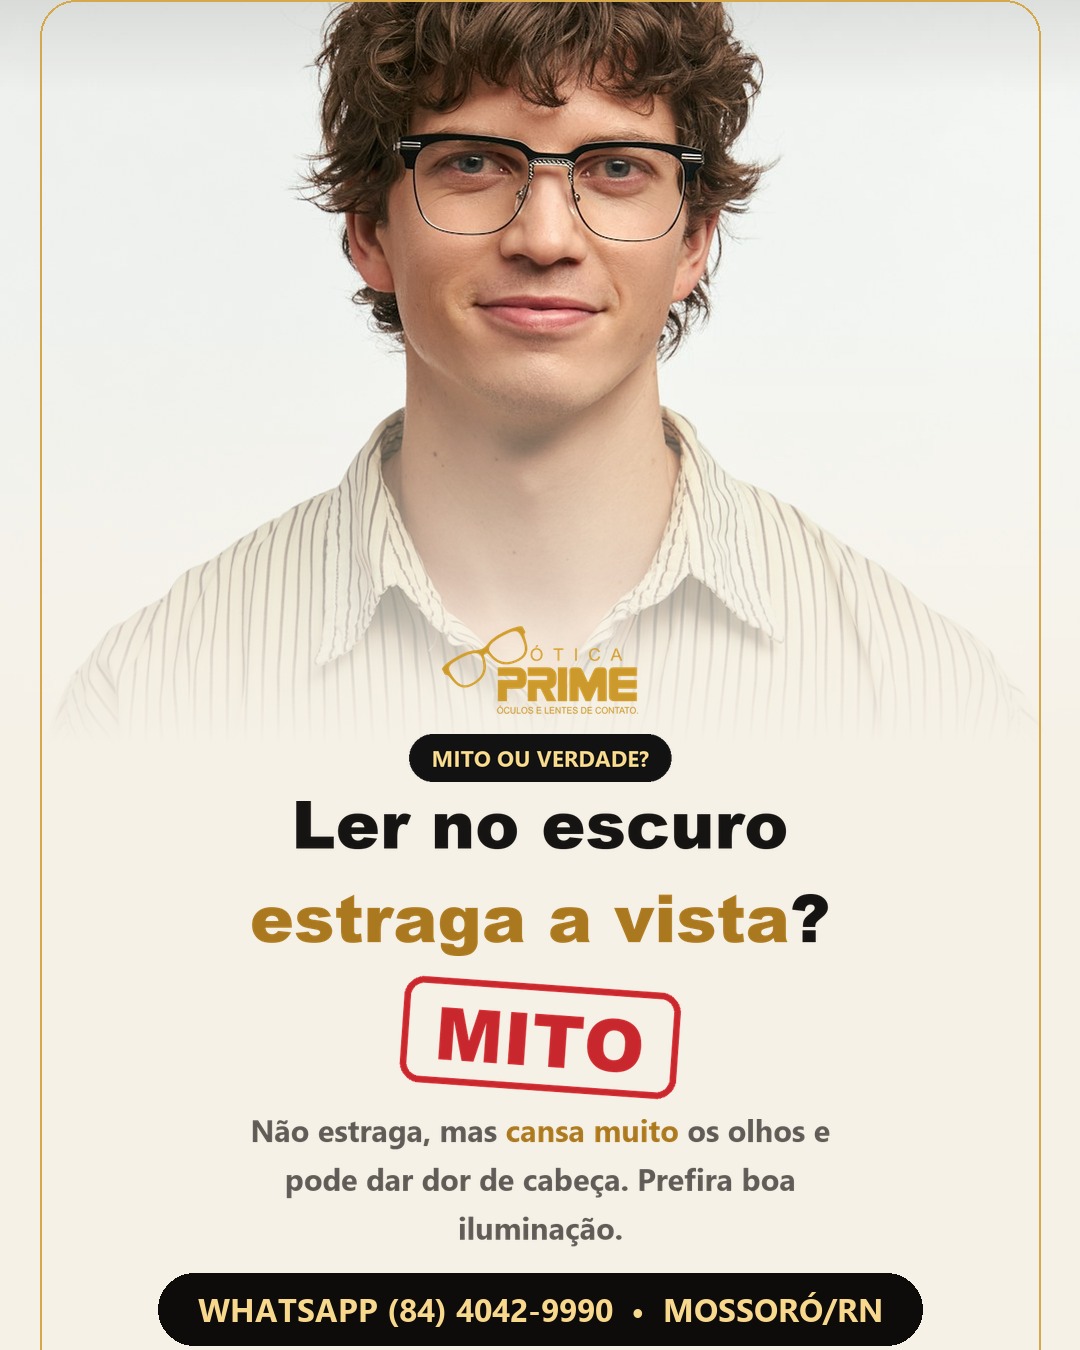 ÓTICA
PRIME
ÓCULOS E LENTES DE CONTATO.
MITO OU VERDADE?
Ler no escuro
estraga a vista?
MITO
Não estraga, mas cansa muito os olhos e
pode dar dor de cabeça. Prefira boa
iluminação.
WHATSAPP (84) 4042-9990 • MOSSORÓ/RN